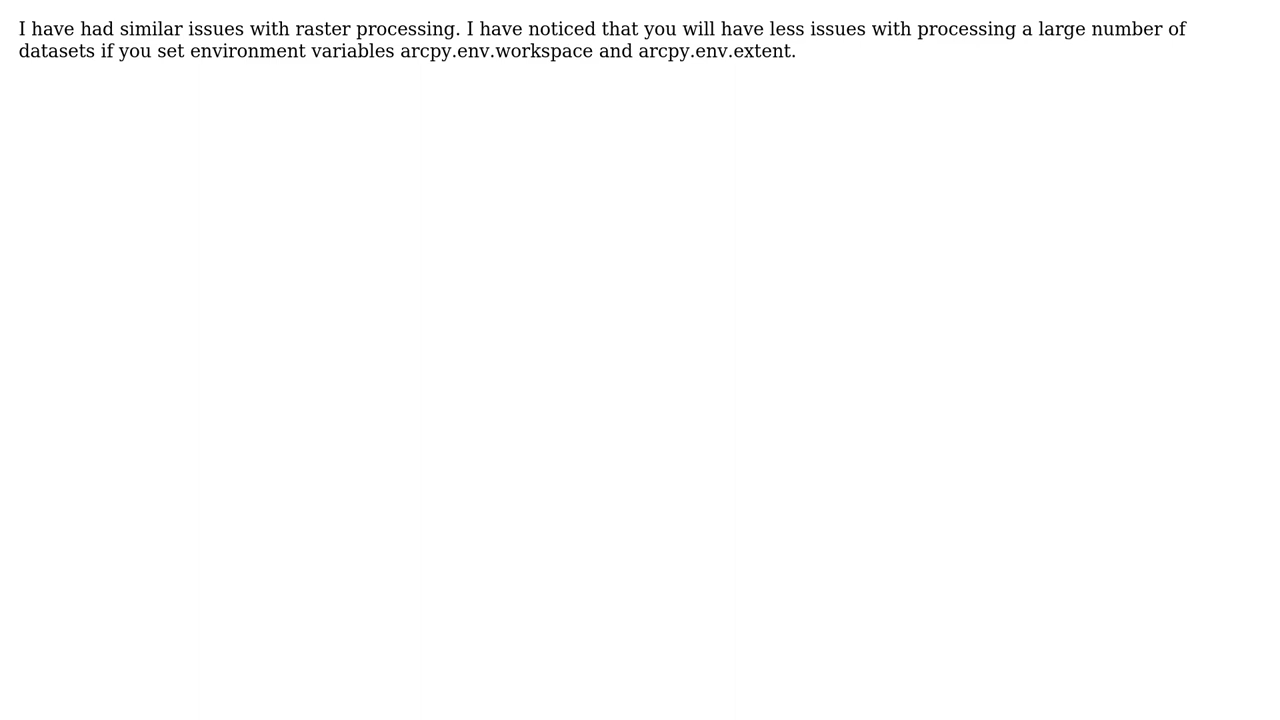 I have had similar issues with raster processing. I have noticed that you will have less issues with processing a large number of
datasets if you set environment variables arcpy.env.workspace and arcpy.env.extent.